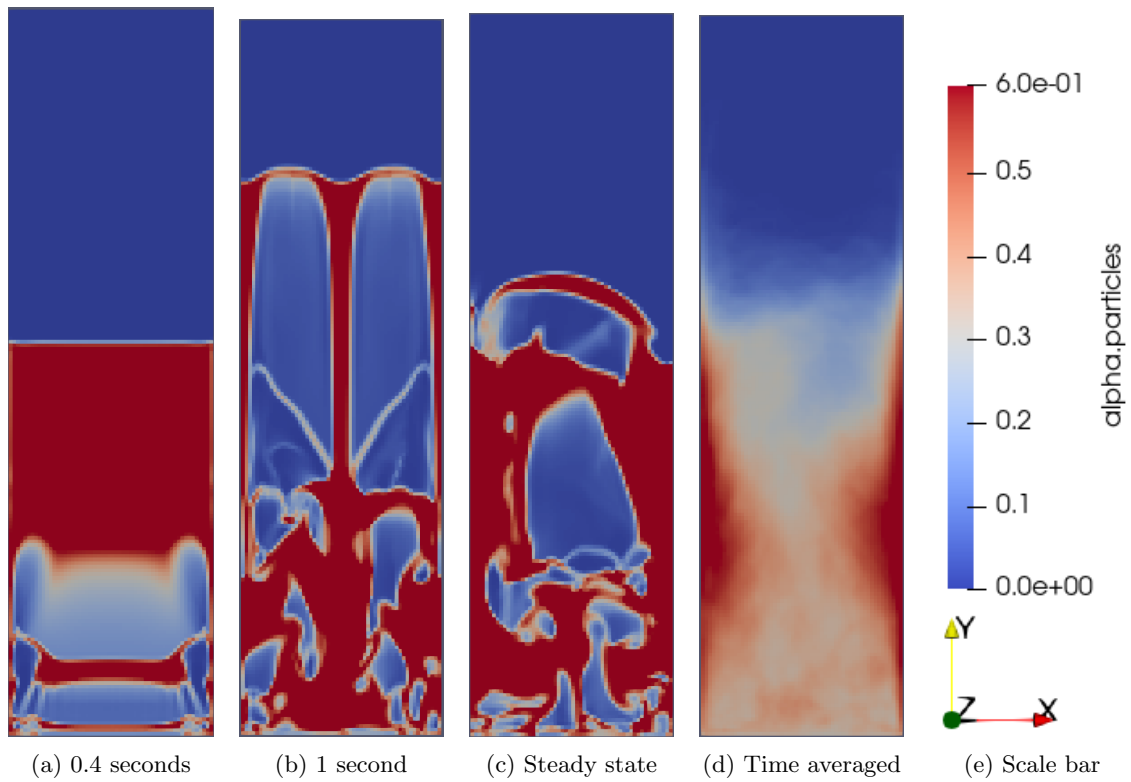 6.0e-01
0.5
0.4
0.3
0.2
0.1
0.0e+00
alpha.particles
Y
Z
X
(a) 0.4 seconds
(b) 1 second
(c) Steady state
(d) Time averaged
(e) Scale bar